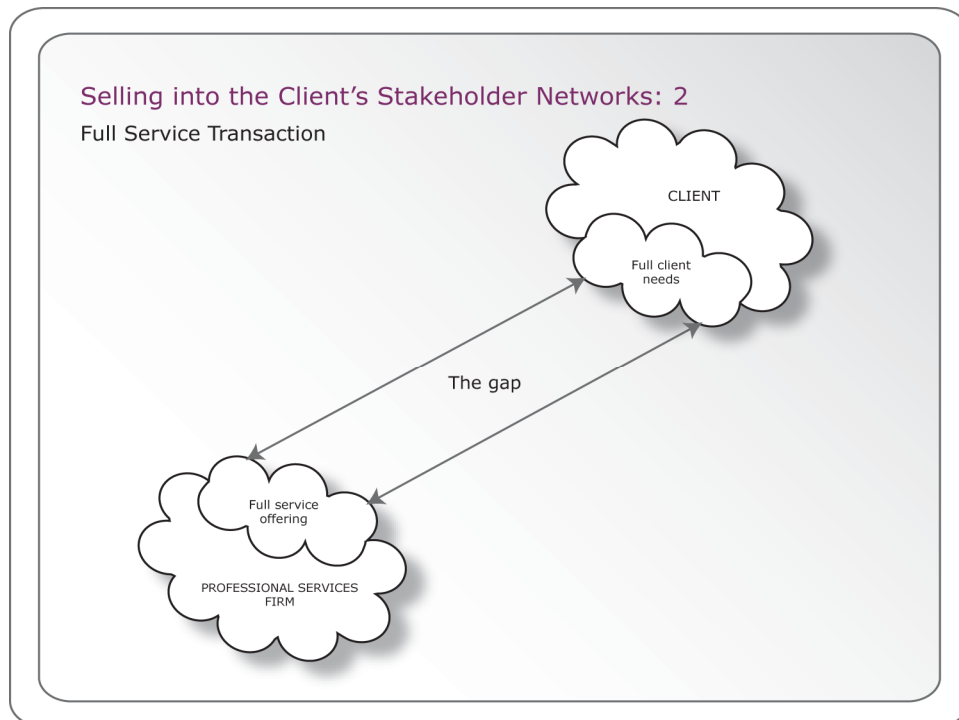 Selling into the Client’s Stakeholder Networks: 2
Full Service Transaction
CLIENT
Full client
needs
The gap
Full service
offering
PROFESSIONAL SERVICES
FIRM